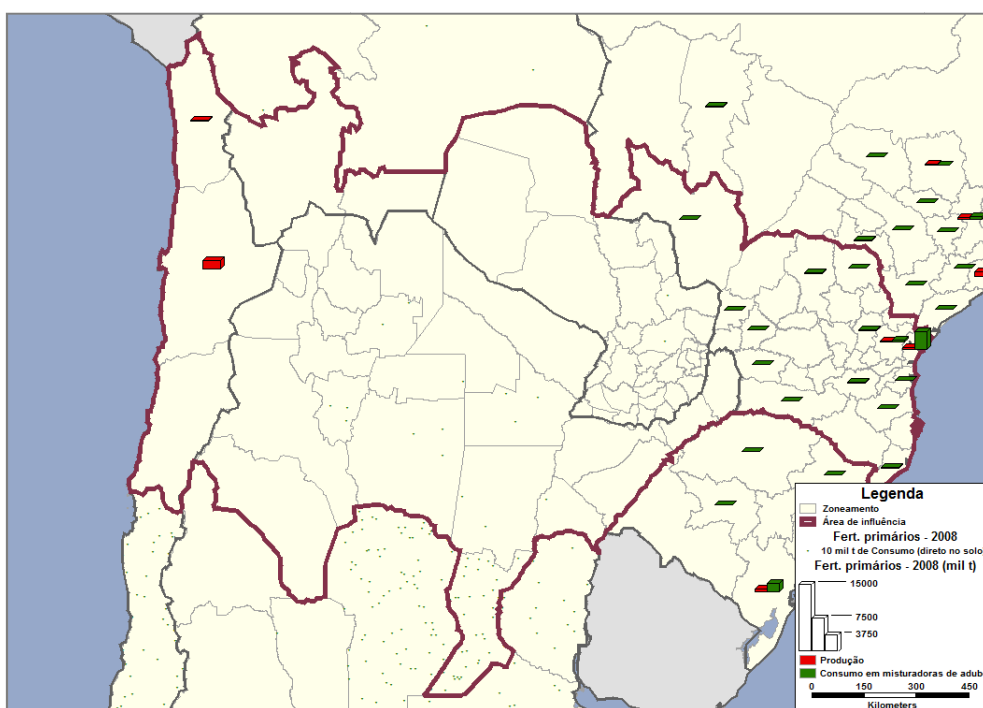 Legenda
Zoneamento
Área de influência
Fert. primários - 2008
10 mil t de Consumo (direto no solo)
Fert. primários - 2008 (mil t)
15000
7500
3750
Produção
Consumo em misturadoras de adub
0 150 300 450
Kilometers